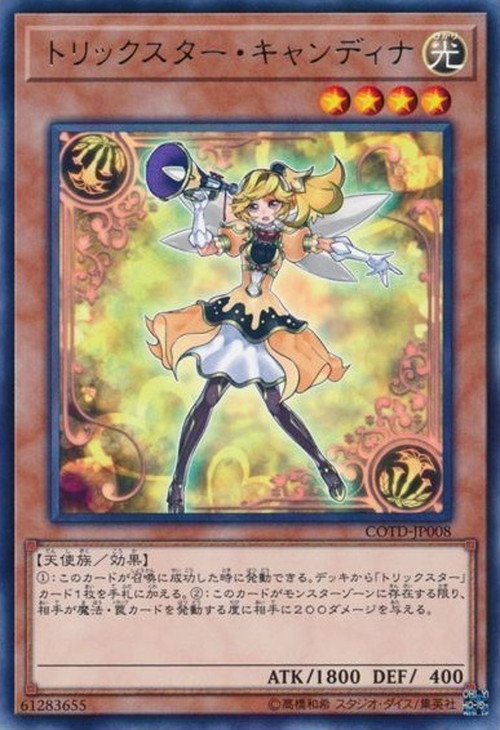 トリックスター・キャンディナ
光
COTD-JP008
【天使族／効果】
①：このカードが召喚に成功した時に発動できる。デッキから「トリックスター」
カード１枚を手札に加える。②：このカードがモンスターゾーンに存在する限り、
相手が魔法・罠カードを発動する度に相手に２００ダメージを与える。
ATK/1800 DEF/ 400
61283655
©高橋和希 スタジオ・ダイス/集英社